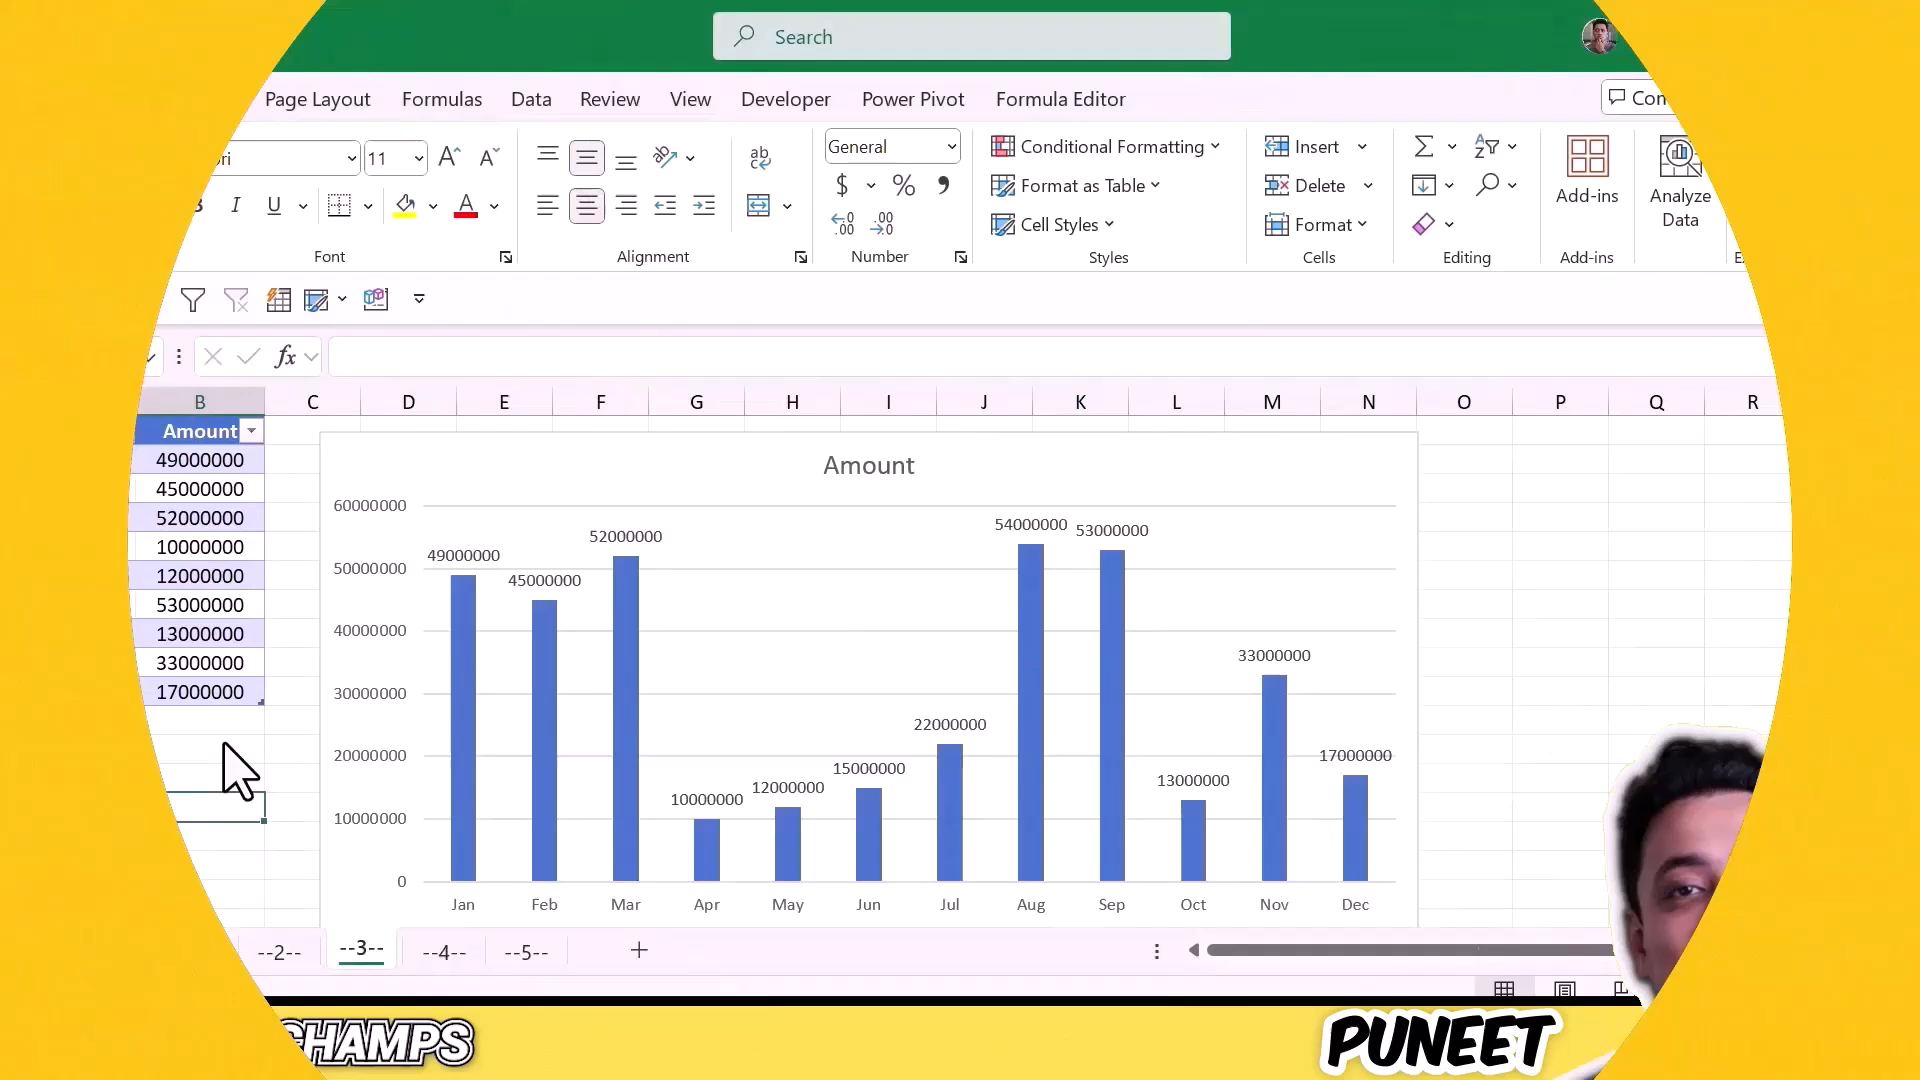 Search
Page Layout Formulas Data Review View Developer Power Pivot Formula Editor
11 General Conditional Formatting Insert
Format as Table Delete Add-ins Analyze Data
Cell Styles Format
Font Alignment Number Styles Cells Editing Add-ins
fx
B C D E F G H I J K L M N O P Q R
Amount
49000000
45000000
52000000
10000000
12000000
53000000
13000000
33000000
17000000
Amount
60000000
50000000
40000000
30000000
20000000
10000000
0
49000000
45000000
52000000
10000000
12000000
15000000
22000000
54000000
53000000
13000000
33000000
17000000
Jan Feb Mar Apr May Jun Jul Aug Sep Oct Nov Dec
--2-- --3-- --4-- --5--
CHAMPS PUNEET